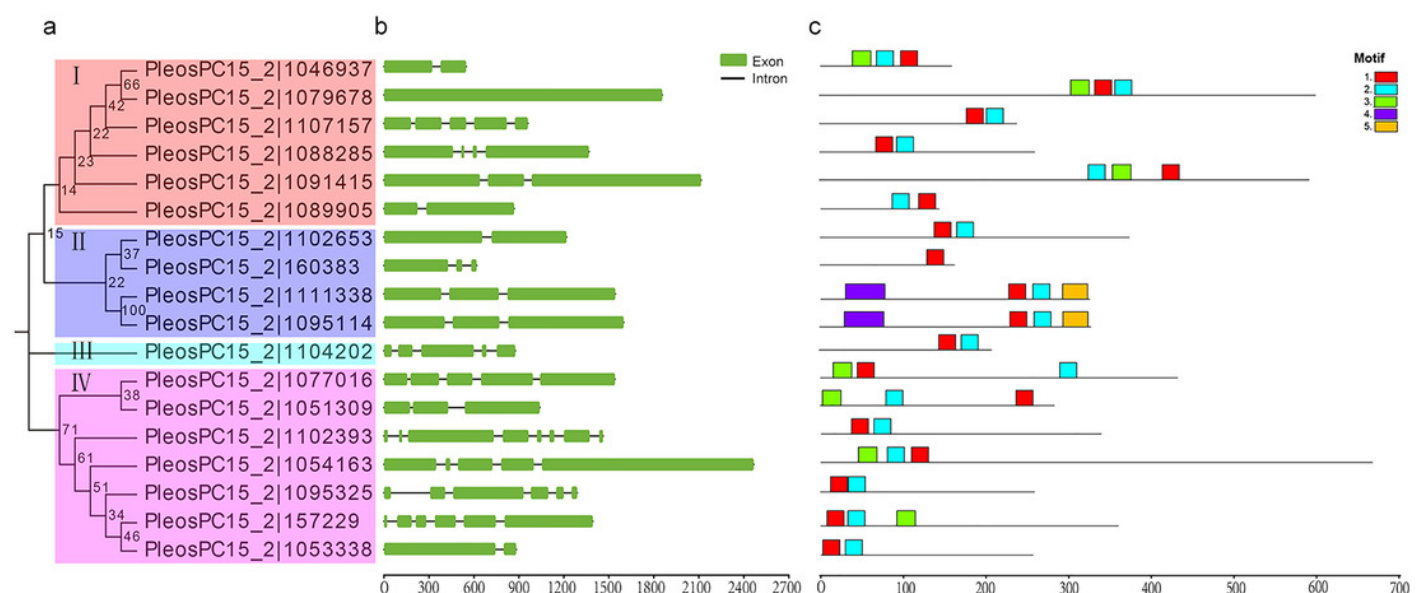 a
b
c
I
PleosPC15_2|1046937
PleosPC15_2|1079678
PleosPC15_2|1107157
PleosPC15_2|1088285
PleosPC15_2|1091415
PleosPC15_2|1089905
66
42
22
23
14
15
II
PleosPC15_2|1102653
PleosPC15_2|160383
PleosPC15_2|1111338
PleosPC15_2|1095114
37
22
100
III
PleosPC15_2|1104202
IV
PleosPC15_2|1077016
PleosPC15_2|1051309
PleosPC15_2|1102393
PleosPC15_2|1054163
PleosPC15_2|1095325
PleosPC15_2|157229
PleosPC15_2|1053338
38
71
61
51
34
46
Exon
Intron
0 300 600 900 1200 1500 1800 2100 2400 2700
Motif
1.
2.
3.
4.
5.
0 100 200 300 400 500 600 700